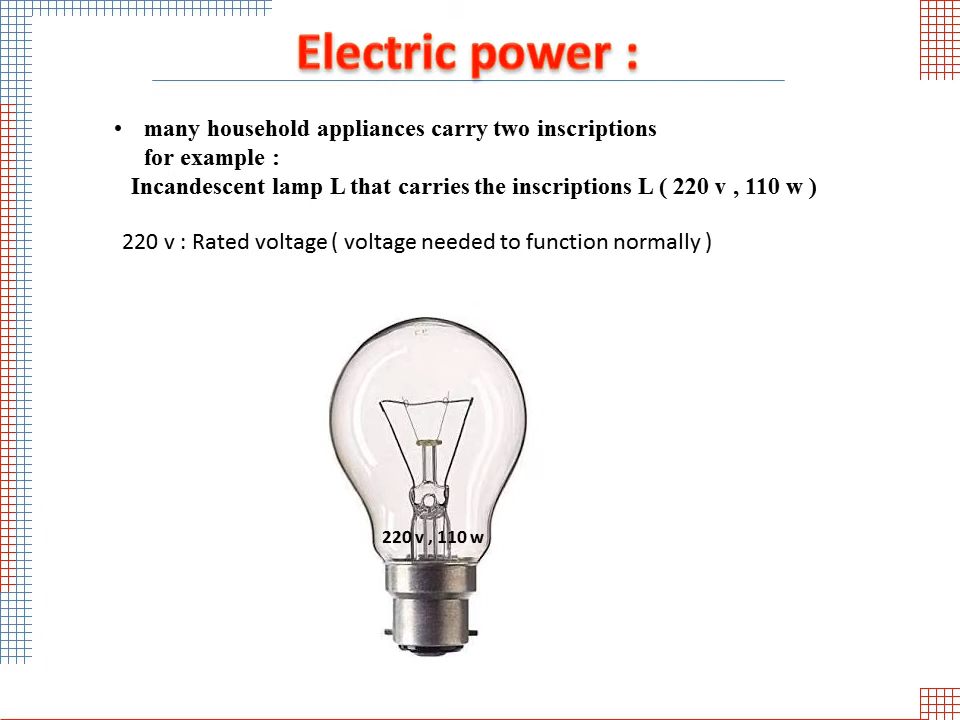 Electric power :
• many household appliances carry two inscriptions
for example :
Incandescent lamp L that carries the inscriptions L ( 220 v , 110 w )
220 v : Rated voltage ( voltage needed to function normally )
220 v , 110 w